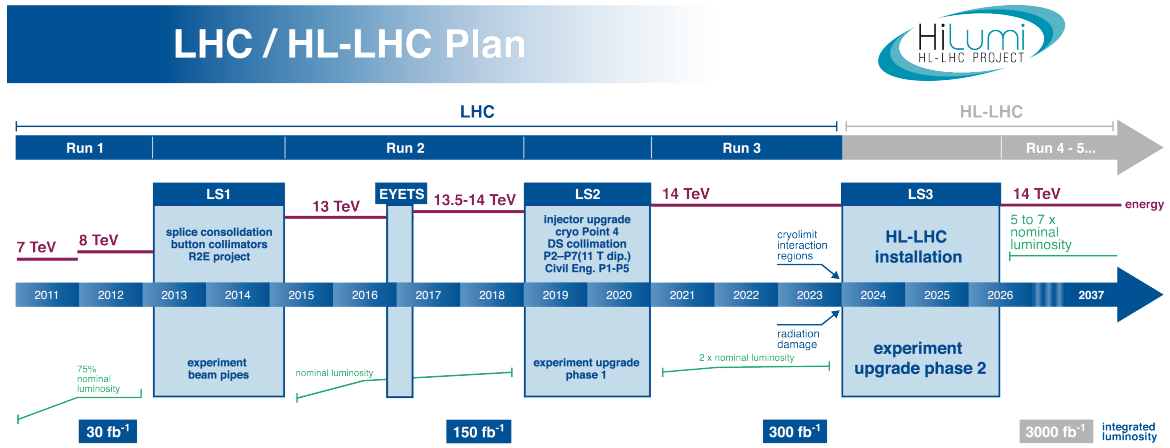 LHC / HL-LHC Plan
HiLumi
HL-LHC PROJECT
LHC
HL-LHC
Run 1
Run 2
Run 3
Run 4 - 5...
LS1
EYETS
LS2
LS3
7 TeV
8 TeV
13 TeV
13.5-14 TeV
14 TeV
14 TeV
energy
splice consolidation
button collimators
R2E project
injector upgrade
cryo Point 4
DS collimation
P2–P7(11 T dip.)
Civil Eng. P1-P5
cryolimit
interaction
regions
HL-LHC
installation
5 to 7 x
nominal
luminosity
2011
2012
2013
2014
2015
2016
2017
2018
2019
2020
2021
2022
2023
2024
2025
2026
2037
75%
nominal
luminosity
experiment
beam pipes
nominal luminosity
experiment upgrade
phase 1
2 x nominal luminosity
radiation
damage
experiment
upgrade phase 2
30 fb-1
150 fb-1
300 fb-1
3000 fb-1
integrated
luminosity